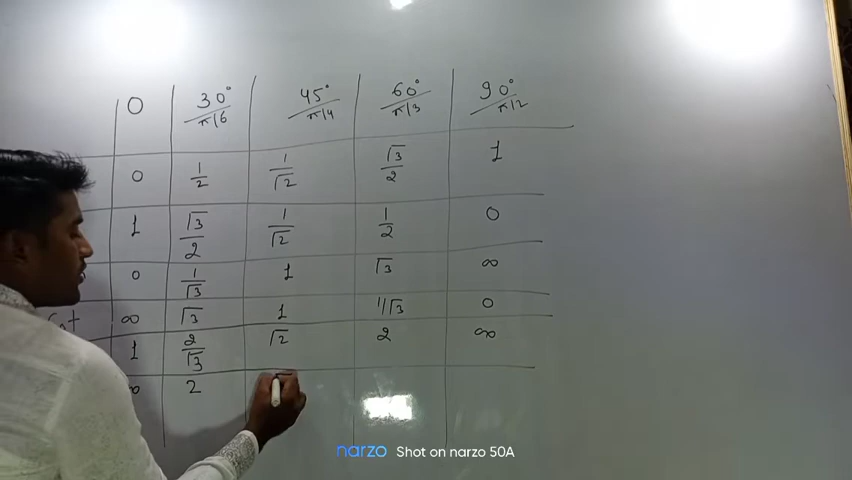 0 30° 45° 60° 90°
π/6 π/4 π/3 π/2
0 1/2 1/√2 √3/2 1
1 √3/2 1/√2 1/2 0
0 1/√3 1 √3 ∞
∞ √3 1 1/√3 0
1 2/√3 √2 2 ∞
2
narzo Shot on narzo 50A